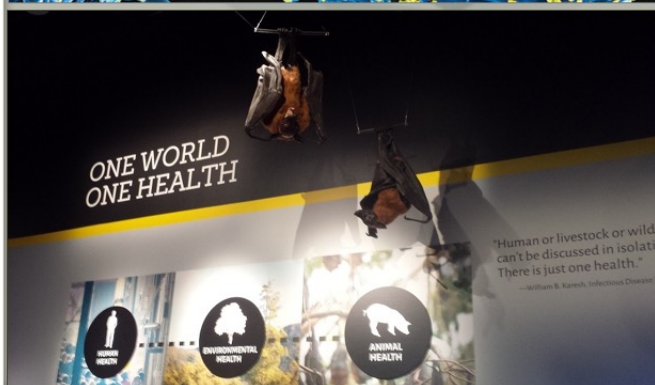 ONE WORLD
ONE HEALTH
"Human or livestock or wild
can't be discussed in isolati
There is just one health."
—William B. Karesh, Infectious Disease
HUMAN
HEALTH
ENVIRONMENTAL
HEALTH
ANIMAL
HEALTH